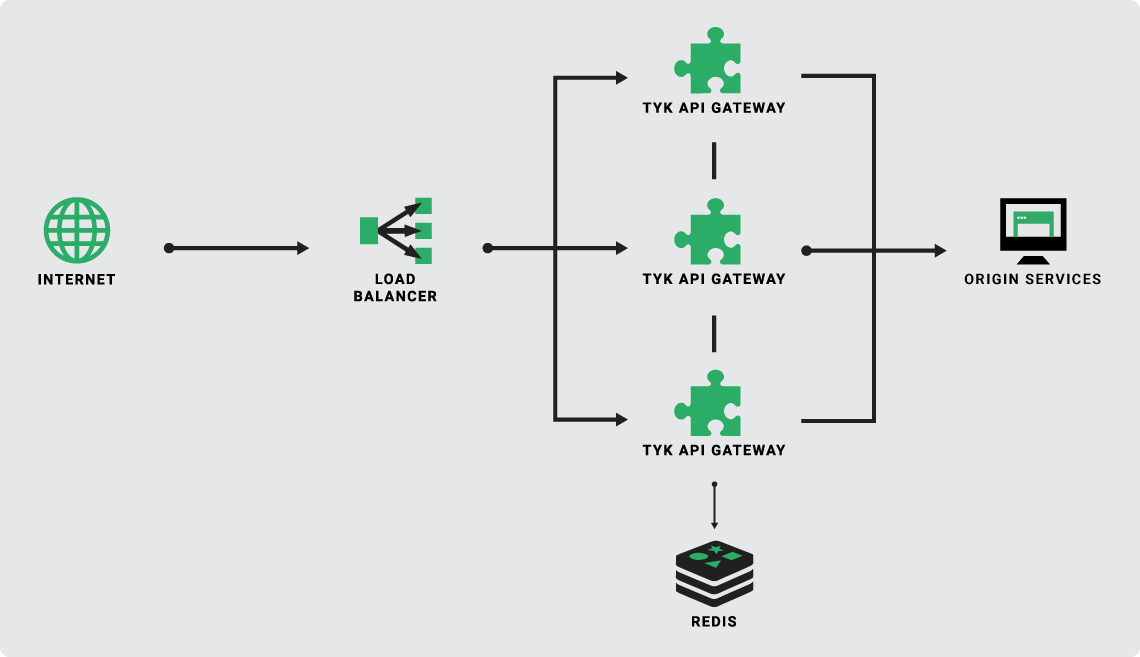 TYK API GATEWAY
INTERNET
LOAD
BALANCER
TYK API GATEWAY
ORIGIN SERVICES
TYK API GATEWAY
REDIS